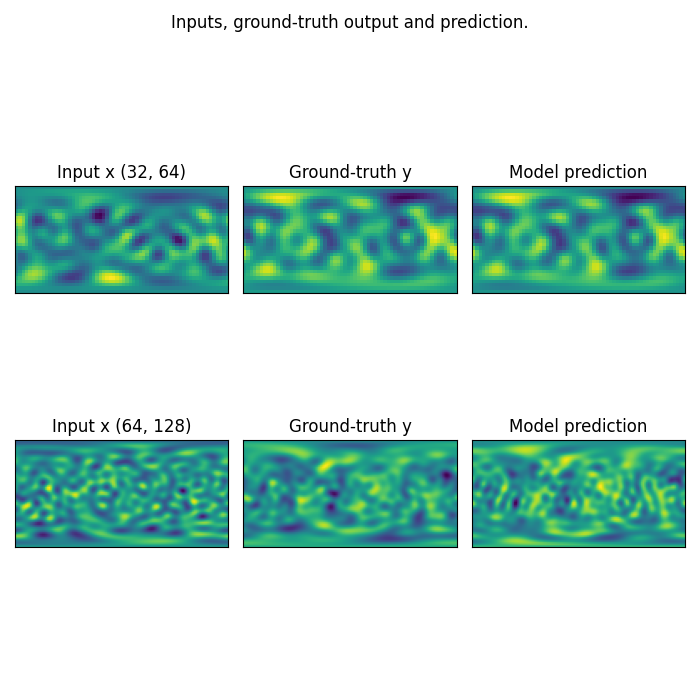 Inputs, ground-truth output and prediction.
Input x (32, 64)
Ground-truth y
Model prediction
Input x (64, 128)
Ground-truth y
Model prediction